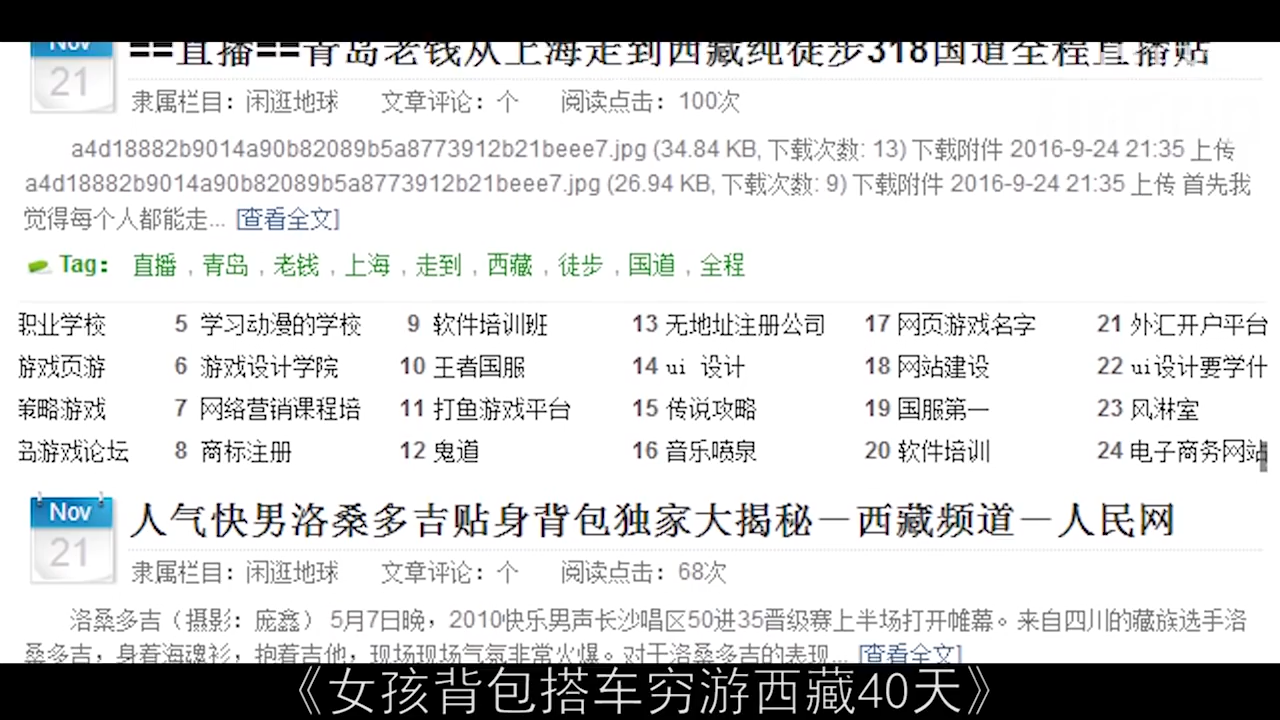 Nov
21
==直播==青岛老钱从上海走到西藏纯徒步318国道全程直播贴
隶属栏目：闲逛地球 文章评论：个 阅读点击：100次
a4d18882b9014a90b82089b5a8773912b21beee7.jpg (34.84 KB, 下载次数: 13) 下载附件 2016-9-24 21:35 上传
a4d18882b9014a90b82089b5a8773912b21beee7.jpg (26.94 KB, 下载次数: 9) 下载附件 2016-9-24 21:35 上传 首先我
觉得每个人都能走... [查看全文]
Tag: 直播 , 青岛 , 老钱 , 上海 , 走到 , 西藏 , 徒步 , 国道 , 全程
职业学校 5 学习动漫的学校 9 软件培训班 13 无地址注册公司 17 网页游戏名字 21 外汇开户平台
游戏页游 6 游戏设计学院 10 王者国服 14 ui 设计 18 网站建设 22 ui设计要学什
策略游戏 7 网络营销课程培 11 打鱼游戏平台 15 传说攻略 19 国服第一 23 风淋室
岛游戏论坛 8 商标注册 12 鬼道 16 音乐喷泉 20 软件培训 24 电子商务网站
Nov
21
人气快男洛桑多吉贴身背包独家大揭秘－西藏频道－人民网
隶属栏目：闲逛地球 文章评论：个 阅读点击：68次
洛桑多吉（摄影：庞鑫） 5月7日晚，2010快乐男声长沙唱区50进35晋级赛上半场打开帷幕。来自四川的藏族选手洛
桑多吉，身着海魂衫，抱着吉他，现场现场气氛非常火爆。对于洛桑多吉的表现... [查看全文]
《女孩背包搭车穷游西藏40天》